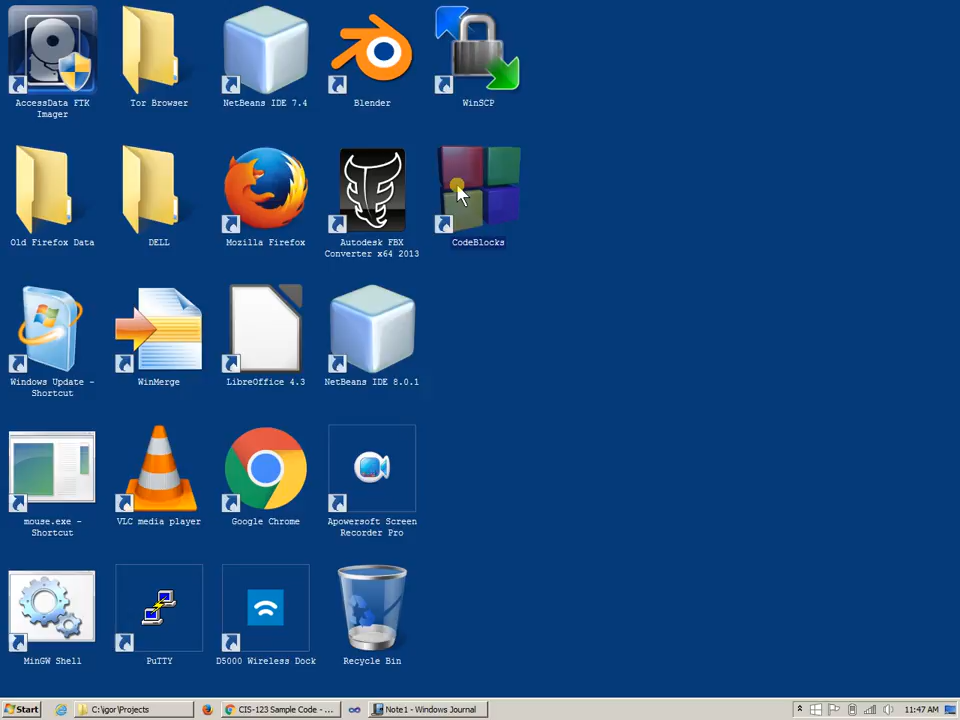 AccessData FTK
Imager
Tor Browser
NetBeans IDE 7.4
Blender
WinSCP
Old Firefox Data
DELL
Mozilla Firefox
Autodesk FBX
Converter x64 2013
CodeBlocks
Windows Update -
Shortcut
WinMerge
LibreOffice 4.3
NetBeans IDE 8.0.1
mouse.exe -
Shortcut
VLC media player
Google Chrome
Apowersoft Screen
Recorder Pro
MinGW Shell
PuTTY
D5000 Wireless Dock
Recycle Bin
Start
C:\igor\Projects
CIS-123 Sample Code - ...
Note1 - Windows Journal
11:47 AM